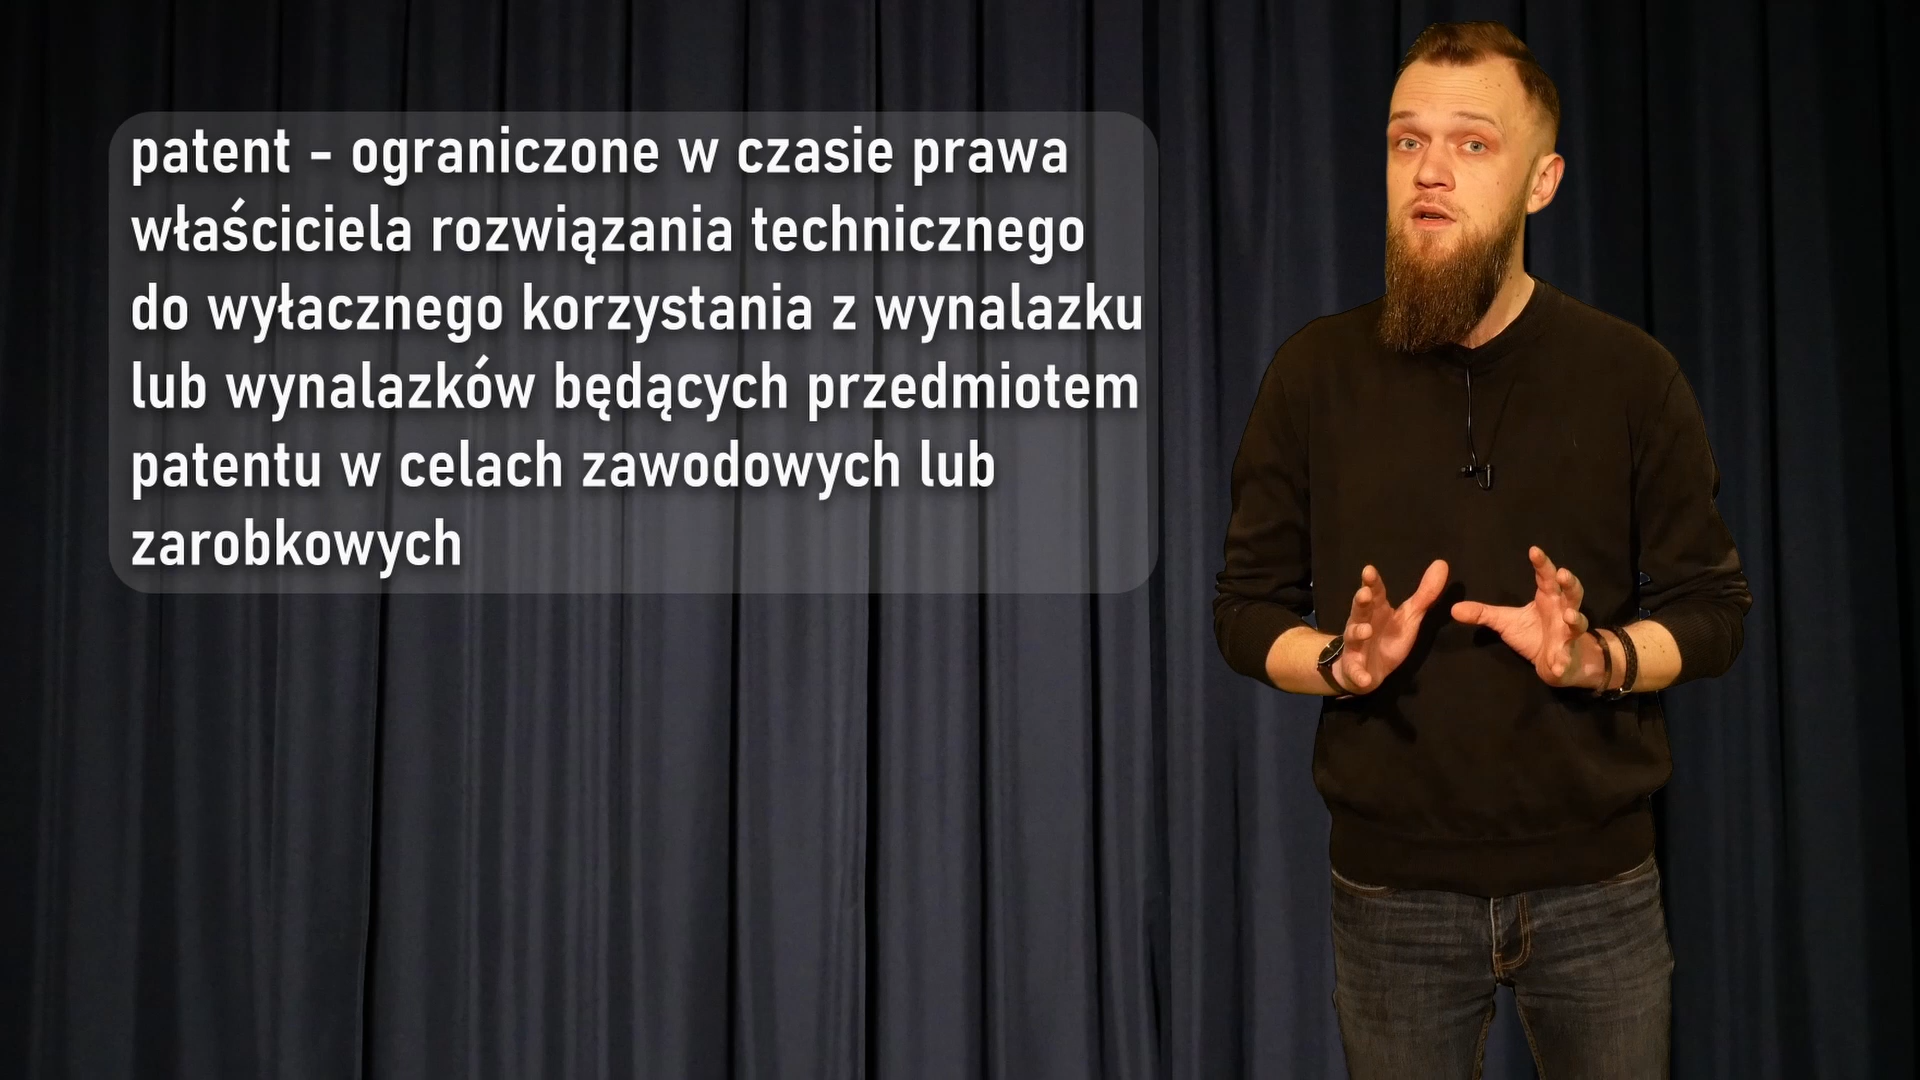 patent - ograniczone w czasie prawa
właściciela rozwiązania technicznego
do wyłacznego korzystania z wynalazku
lub wynalazków będących przedmiotem
patentu w celach zawodowych lub
zarobkowych